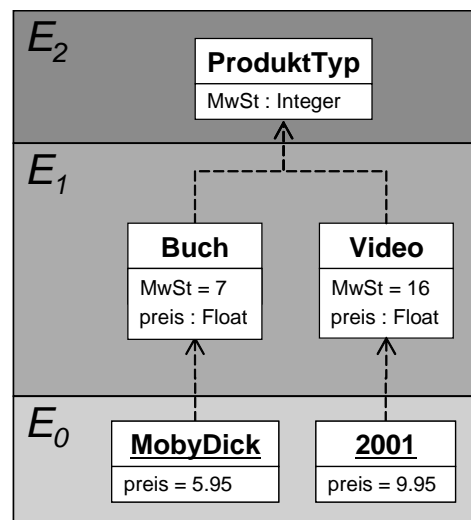 E2
ProduktTyp
MwSt : Integer
E1
Buch
MwSt = 7
preis : Float
Video
MwSt = 16
preis : Float
E0
MobyDick
preis = 5.95
2001
preis = 9.95